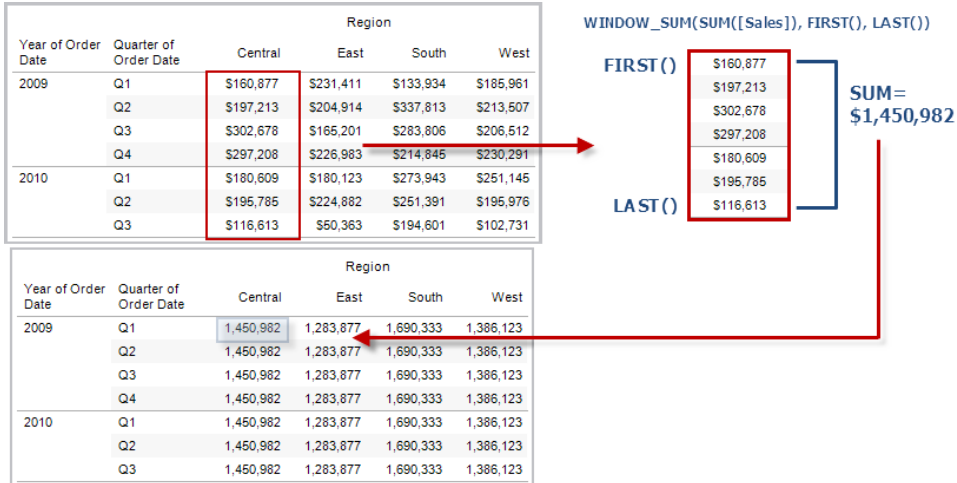 Region
Year of Order Date Quarter of Order Date Central East South West
2009 Q1 $160,877 $231,411 $133,934 $185,961
Q2 $197,213 $204,914 $337,813 $213,507
Q3 $302,678 $165,201 $283,806 $206,512
Q4 $297,208 $226,983 $214,845 $230,291
2010 Q1 $180,609 $180,123 $273,943 $251,145
Q2 $195,785 $224,882 $251,391 $195,976
Q3 $116,613 $50,363 $194,601 $102,731
WINDOW_SUM(SUM([Sales]), FIRST(), LAST())
FIRST() $160,877
$197,213
$302,678
$297,208
$180,609
$195,785
LAST() $116,613
SUM=
$1,450,982
Region
Year of Order Date Quarter of Order Date Central East South West
2009 Q1 1,450,982 1,283,877 1,690,333 1,386,123
Q2 1,450,982 1,283,877 1,690,333 1,386,123
Q3 1,450,982 1,283,877 1,690,333 1,386,123
Q4 1,450,982 1,283,877 1,690,333 1,386,123
2010 Q1 1,450,982 1,283,877 1,690,333 1,386,123
Q2 1,450,982 1,283,877 1,690,333 1,386,123
Q3 1,450,982 1,283,877 1,690,333 1,386,123